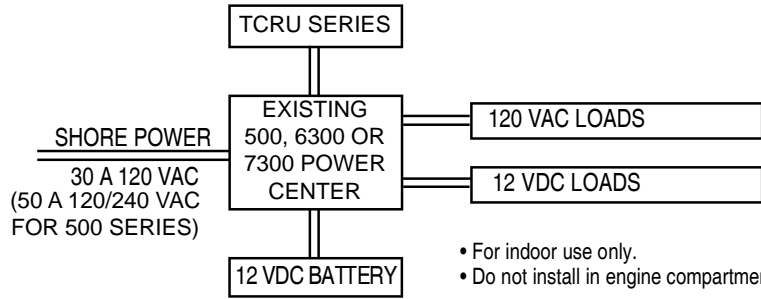 TCRU SERIES
EXISTING
500, 6300 OR
7300 POWER
CENTER
SHORE POWER
30 A 120 VAC
(50 A 120/240 VAC
FOR 500 SERIES)
120 VAC LOADS
12 VDC LOADS
12 VDC BATTERY
• For indoor use only.
• Do not install in engine